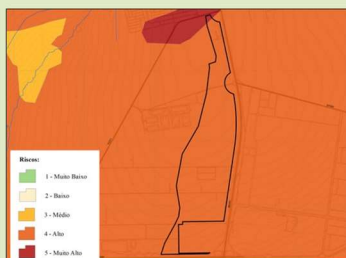 Riscos:
1 - Muito Baixo
2 - Baixo
3 - Médio
4 - Alto
5 - Muito Alto